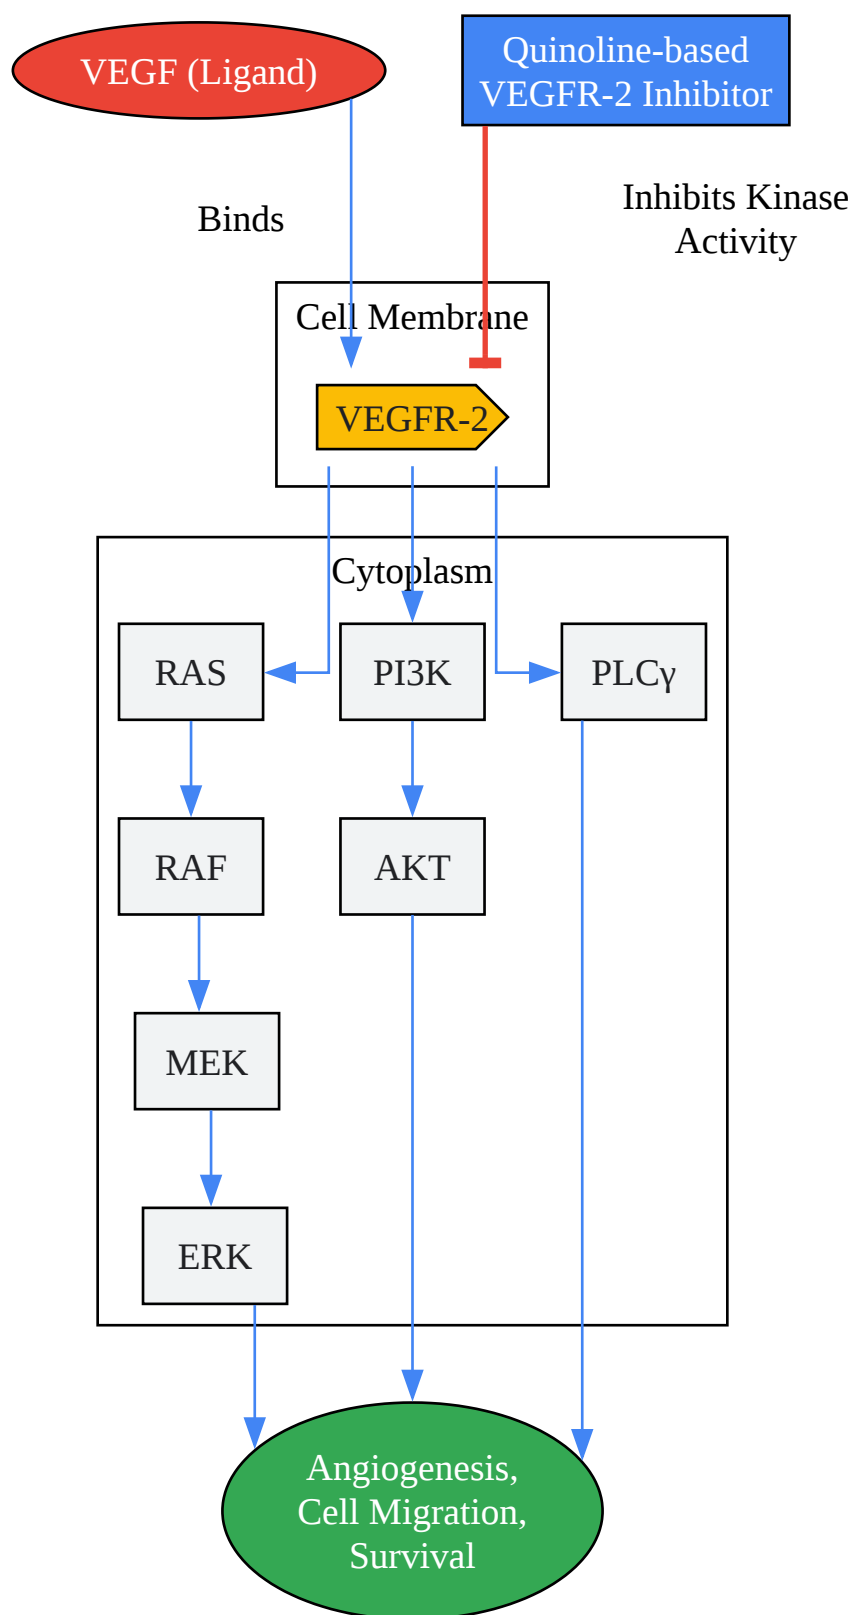 VEGF (Ligand)
Quinoline-based
VEGFR-2 Inhibitor
Binds
Inhibits Kinase
Activity
Cell Membrane
VEGFR-2
Cytoplasm
RAS
PI3K
PLCγ
RAF
AKT
MEK
ERK
Angiogenesis,
Cell Migration,
Survival